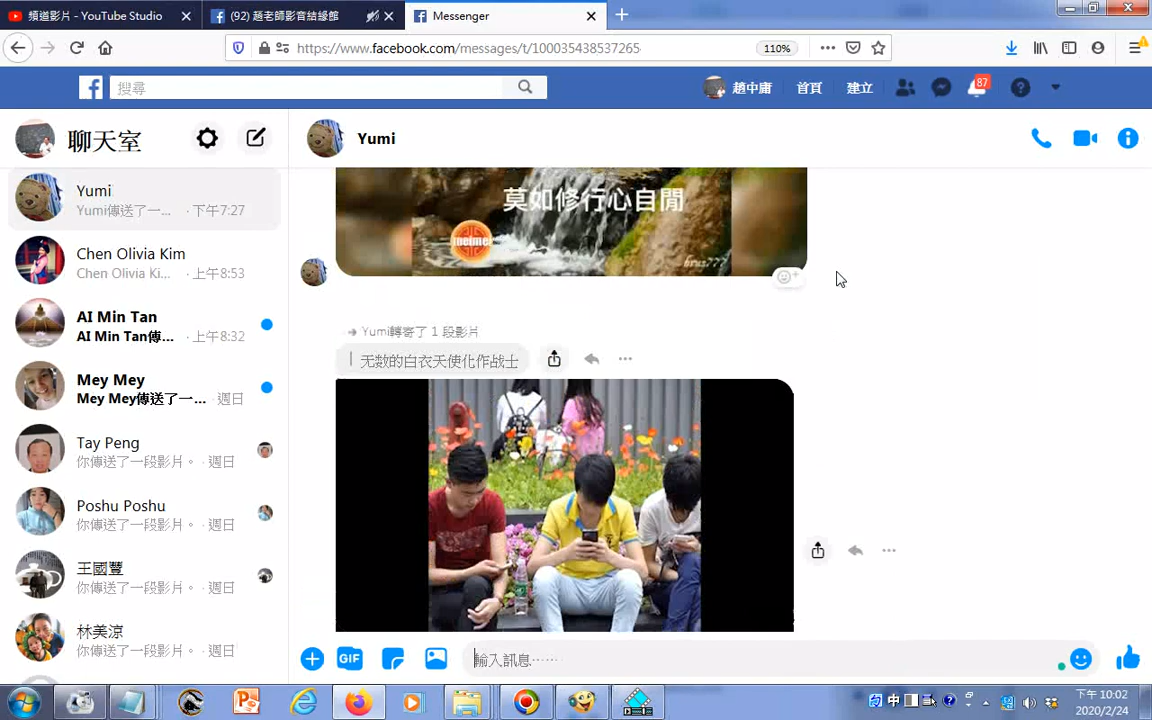 頻道影片 - YouTube Studio
(92) 趙老師影音結緣館
Messenger
https://www.facebook.com/messages/t/100035438537265
110%
搜尋
趙中庸
首頁
建立
87
聊天室
Yumi
Yumi
Yumi傳送了一... · 下午7:27
Chen Olivia Kim
Chen Olivia Ki... · 上午8:53
AI Min Tan
AI Min Tan傳... · 上午8:32
Mey Mey
Mey Mey傳送了一... · 週日
Tay Peng
你傳送了一段影片。 · 週日
Poshu Poshu
你傳送了一段影片。 · 週日
王國豐
你傳送了一段影片。 · 週日
林美涼
你傳送了一段影片。 · 週日
莫如修行心自閒
meimei
Yumi轉寄了 1 段影片
无数的白衣天使化作战士
GIF
輸入訊息……
中
下午 10:02
2020/2/24